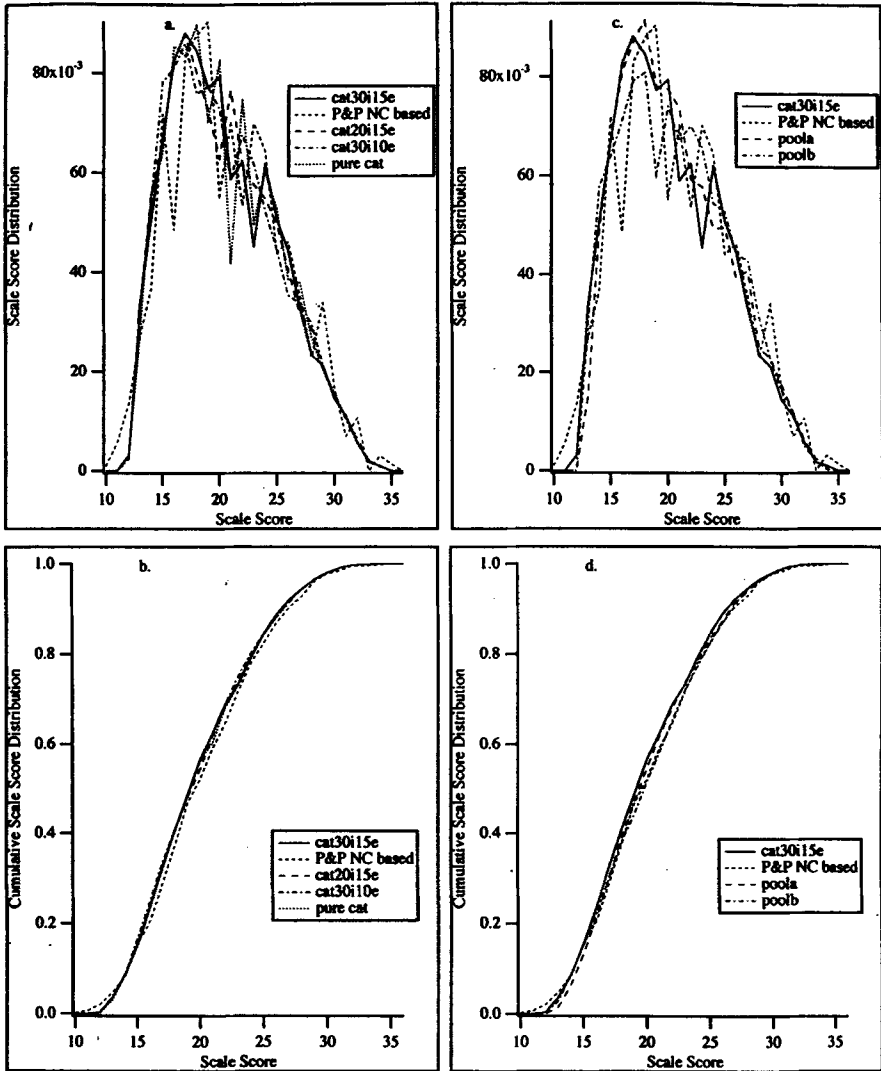 a.
80x10⁻³
60
40
20
0
10 15 20 25 30 35
Scale Score
Scale Score Distribution
cat30i15e
P&P NC based
cat20i15e
cat30i10e
pure cat
c.
80x10⁻³
60
40
20
0
10 15 20 25 30 35
Scale Score
Scale Score Distribution
cat30i15e
P&P NC based
poola
poolb
b.
1.0
0.8
0.6
0.4
0.2
0.0
10 15 20 25 30 35
Scale Score
Cumulative Scale Score Distribution
cat30i15e
P&P NC based
cat20i15e
cat30i10e
pure cat
d.
1.0
0.8
0.6
0.4
0.2
0.0
10 15 20 25 30 35
Scale Score
Cumulative Scale Score Distribution
cat30i15e
P&P NC based
poola
poolb